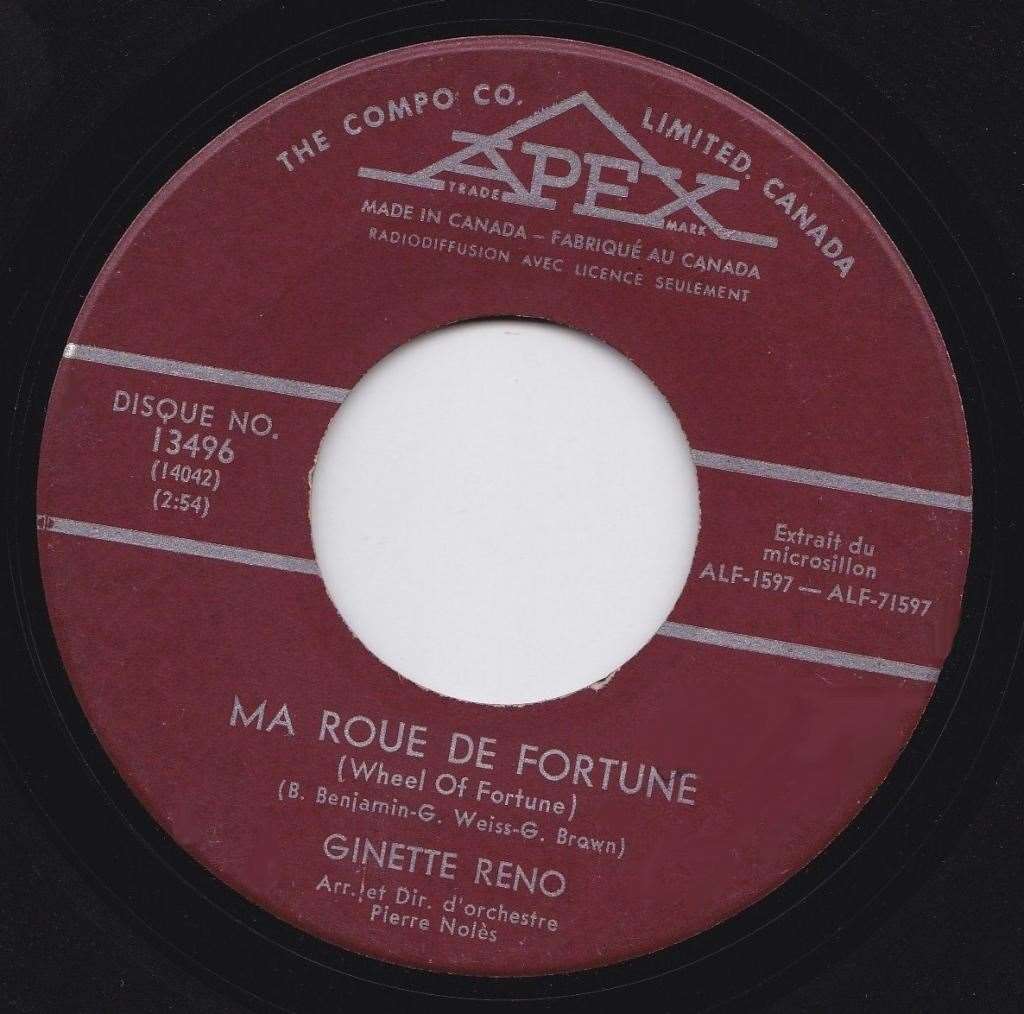 THE COMPO CO. LIMITED, CANADA
APEX
TRADE MARK
MADE IN CANADA – FABRIQUÉ AU CANADA
RADIODIFFUSION AVEC LICENCE SEULEMENT
DISQUE NO.
13496
(14042)
(2:54)
Extrait du
microsillon
ALF-1597 — ALF-71597
MA ROUE DE FORTUNE
(Wheel Of Fortune)
(B. Benjamin-G. Weiss-G. Brown)
GINETTE RENO
Arr. et Dir. d'orchestre
Pierre Nolès